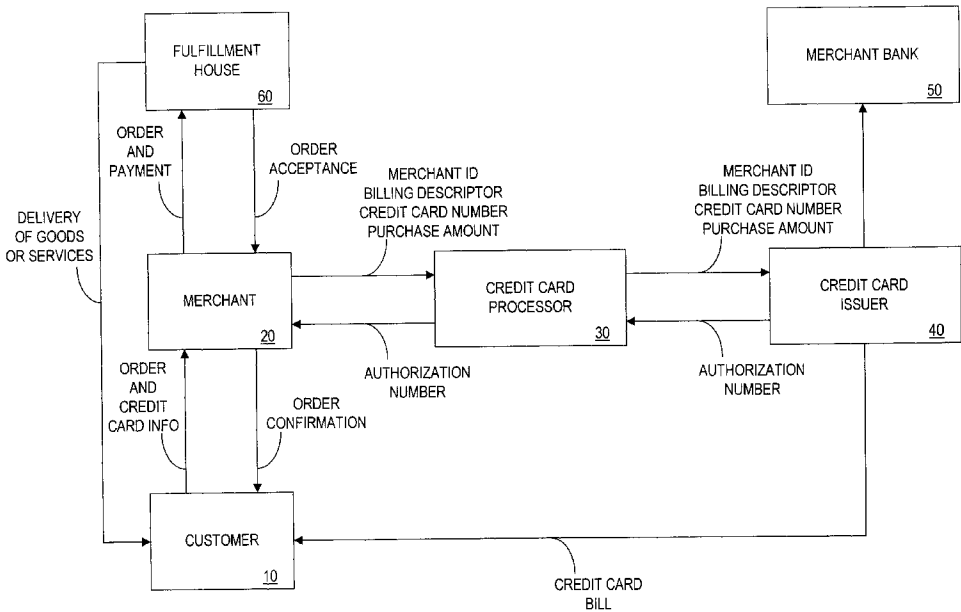 FULFILLMENT
HOUSE
60
MERCHANT BANK
50
ORDER
AND
PAYMENT
ORDER
ACCEPTANCE
MERCHANT ID
BILLING DESCRIPTOR
CREDIT CARD NUMBER
PURCHASE AMOUNT
MERCHANT ID
BILLING DESCRIPTOR
CREDIT CARD NUMBER
PURCHASE AMOUNT
DELIVERY
OF GOODS
OR SERVICES
MERCHANT
20
CREDIT CARD
PROCESSOR
30
CREDIT CARD
ISSUER
40
ORDER
AND
CREDIT
CARD INFO
ORDER
CONFIRMATION
AUTHORIZATION
NUMBER
AUTHORIZATION
NUMBER
CUSTOMER
10
CREDIT CARD
BILL